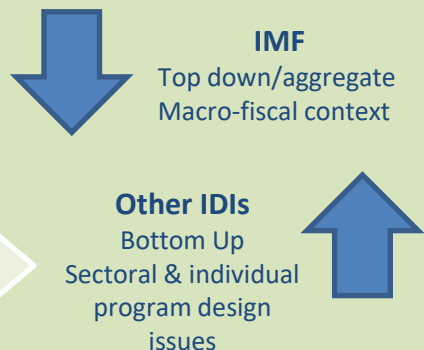 IMF
Top down/aggregate
Macro-fiscal context
Other IDIs
Bottom Up
Sectoral & individual
program design
issues